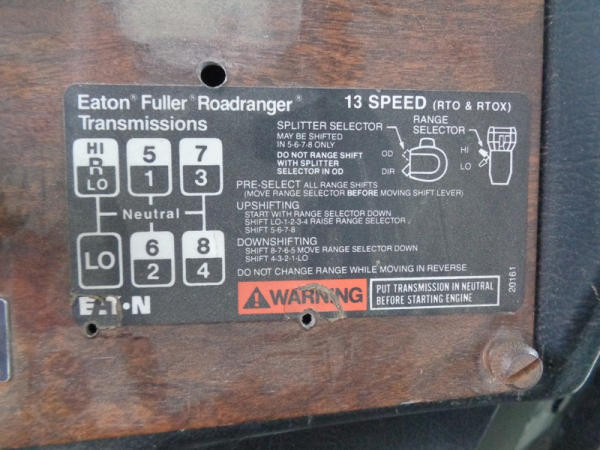 Eaton® Fuller® Roadranger® 13 SPEED (RTO & RTOX)
Transmissions
SPLITTER SELECTOR
MAY BE SHIFTED
IN 5-6-7-8 ONLY
DO NOT RANGE SHIFT
WITH SPLITTER
SELECTOR IN OD
OD
DIR
RANGE
SELECTOR
HI
LO
HI
R
LO
5
1
7
3
Neutral
LO
6
2
8
4
PRE-SELECT ALL RANGE SHIFTS
(MOVE RANGE SELECTOR BEFORE MOVING SHIFT LEVER)
UPSHIFTING
START WITH RANGE SELECTOR DOWN
SHIFT LO-1-2-3-4 RAISE RANGE SELECTOR
SHIFT 5-6-7-8
DOWNSHIFTING
SHIFT 8-7-6-5 MOVE RANGE SELECTOR DOWN
SHIFT 4-3-2-1-LO
DO NOT CHANGE RANGE WHILE MOVING IN REVERSE
EAT•N
WARNING
PUT TRANSMISSION IN NEUTRAL
BEFORE STARTING ENGINE
20161